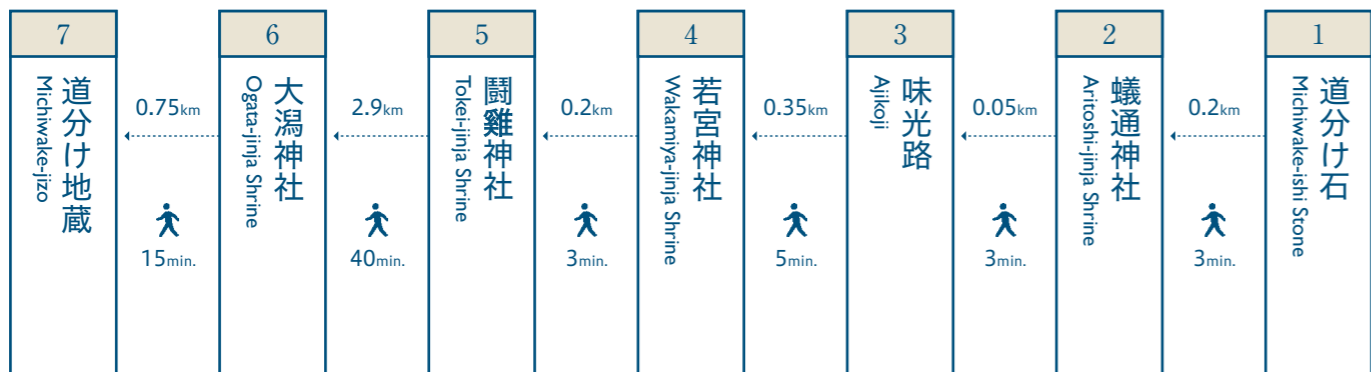 1
道分け石
Michiwake-ishi Stone
0.2km
3min.
2
蟻通神社
Aritoshi-jinja Shrine
0.05km
3min.
3
味光路
Ajikoji
0.35km
5min.
4
若宮神社
Wakamiya-jinja Shrine
0.2km
3min.
5
鬪雞神社
Tokei-jinja Shrine
2.9km
40min.
6
大潟神社
Ogata-jinja Shrine
0.75km
15min.
7
道分け地蔵
Michiwake-jizo